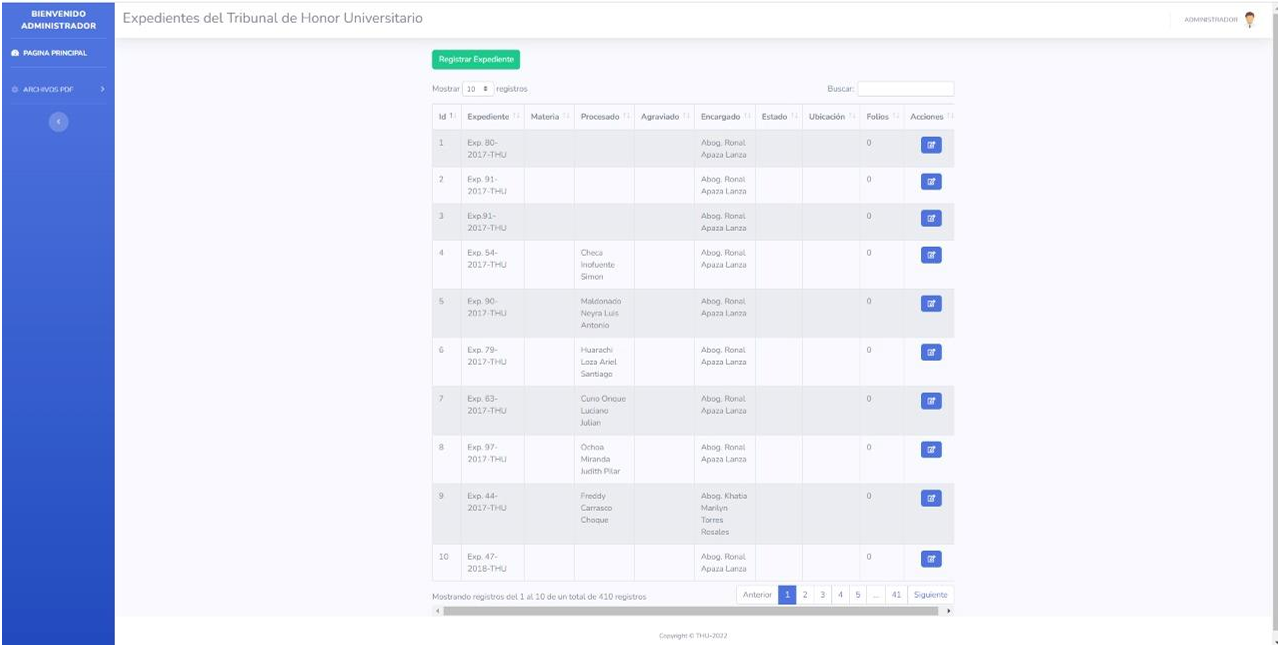 BIENVENIDO
ADMINISTRADOR
PAGINA PRINCIPAL
ARCHIVOS PDF
Expedientes del Tribunal de Honor Universitario
ADMINISTRADOR
Registrar Expediente
Mostrar 10 registros
Buscar:
Id Expediente Materia Procesado Agraviado Encargado Estado Ubicación Folios Acciones
1 Exp. 80- Abog. Ronal 0
2017-THU Apaza Lanza
2 Exp. 91- Abog. Ronal 0
2017-THU Apaza Lanza
3 Exp.91- Abog. Ronal 0
2017-THU Apaza Lanza
4 Exp. 54- Checa Abog. Ronal 0
2017-THU Inofuente Apaza Lanza
Simon
5 Exp. 90- Maldonado Abog. Ronal 0
2017-THU Neyra Luis Apaza Lanza
Antonio
6 Exp. 79- Huarachi Abog. Ronal 0
2017-THU Loza Ariel Apaza Lanza
Santiago
7 Exp. 63- Cuno Onque Abog. Ronal 0
2017-THU Luciano Apaza Lanza
Julian
8 Exp. 97- Ochoa Abog. Ronal 0
2017-THU Miranda Apaza Lanza
Judith Pilar
9 Exp. 44- Freddy Abog. Khatia 0
2017-THU Carrasco Marilyn
Choque Torres
Rosales
10 Exp. 47- Abog. Ronal 0
2018-THU Apaza Lanza
Mostrando registros del 1 al 10 de un total de 410 registros
Anterior 1 2 3 4 5 ... 41 Siguiente
Copyright © THU-2022